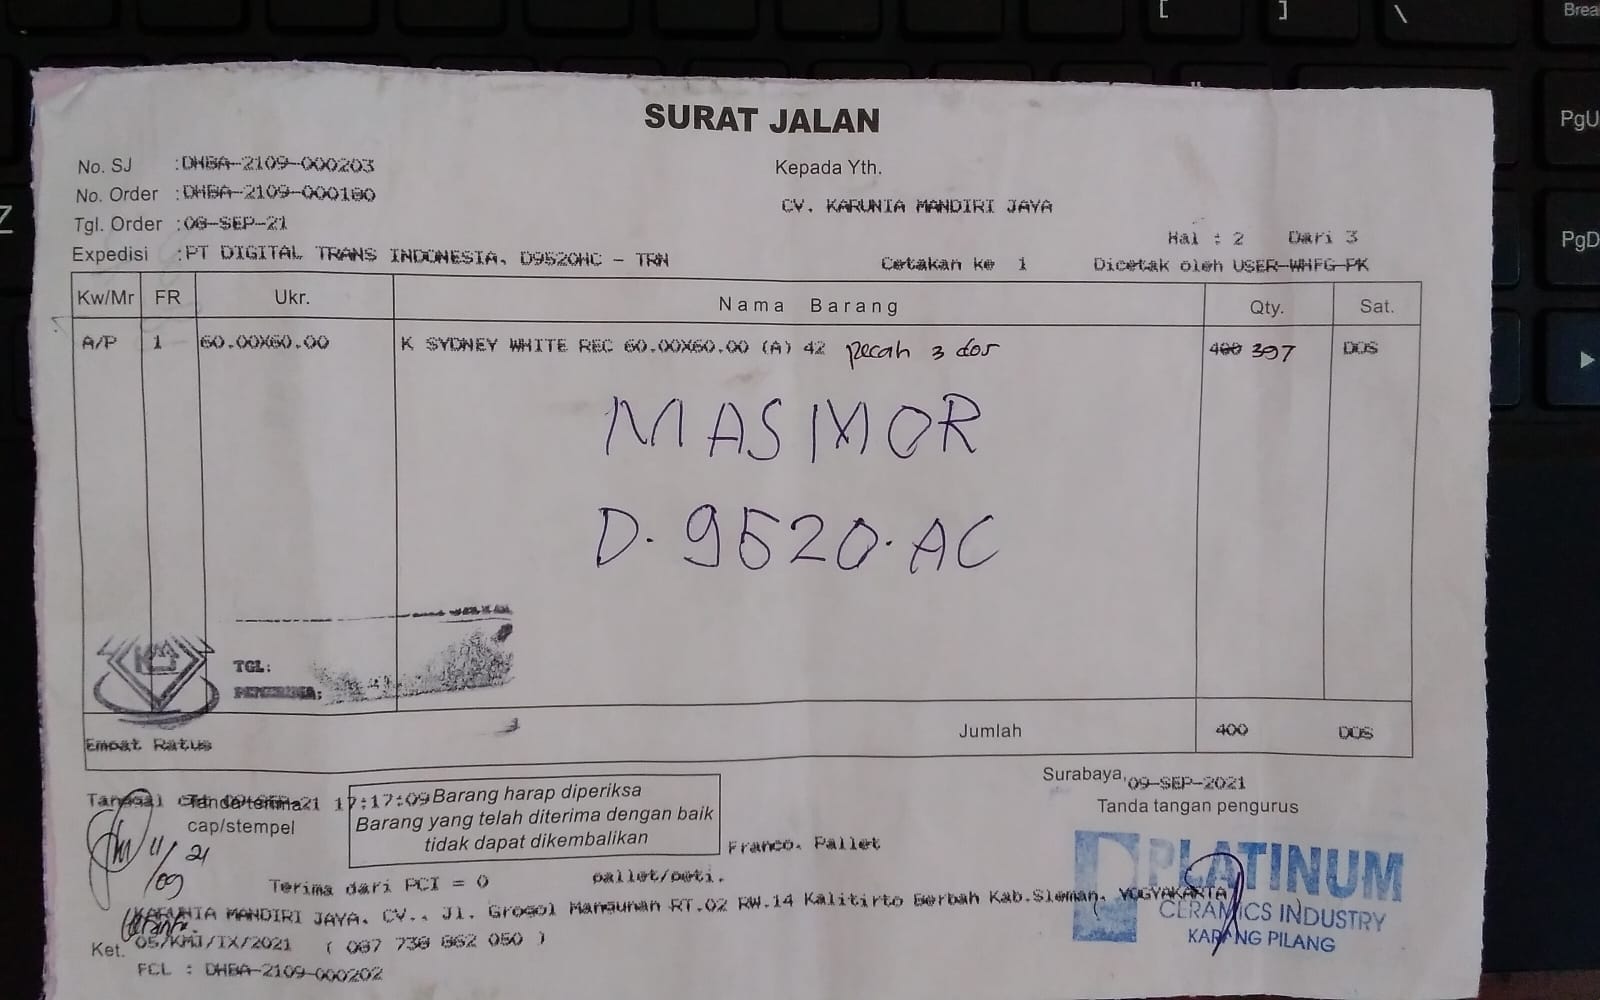 [
]
\
Brea
PgU
PgD
Z
SURAT JALAN
No. SJ :DHBA-2109-000203
Kepada Yth.
No. Order :DHBA-2109-000180
CV. KARUNIA MANDIRI JAYA
Tgl. Order :08-SEP-21
Hal : 2 Dari 3
Expedisi :PT DIGITAL TRANS INDONESIA, D9520HC - TRN
Cetakan ke 1 Dicetak oleh USER-WHFG-PK
Kw/Mr FR Ukr. Nama Barang Qty. Sat.
A/P 1 60.00X60.00 K SYDNEY WHITE REC 60.00X60.00 (A) 42 pecah 3 dos 400 397 DOS
MASMOR
D.9520.AC
TGL:
PENERIMA:
Jumlah 400 DOS
Empat Ratus
Surabaya, 09-SEP-2021
Tanda tangan pengurus
Tanggal 09-SEP-21 17:17:09
Tanda terima
cap/stempel
Barang harap diperiksa
Barang yang telah diterima dengan baik
tidak dapat dikembalikan
11/09 21
Franco. Pallet
Terima dari PCI = 0 pallet/peti.
KARUNIA MANDIRI JAYA, CV., Jl. Grogol Mangunan RT.02 RW.14 Kalitirto Berbah Kab.Sleman, YOGYAKARTA
Ket. 05/KMJ/IX/2021 ( 087 738 862 050 )
FCL : DHBA-2109-000202
PLATINUM
CERAMICS INDUSTRY
KARANG PILANG